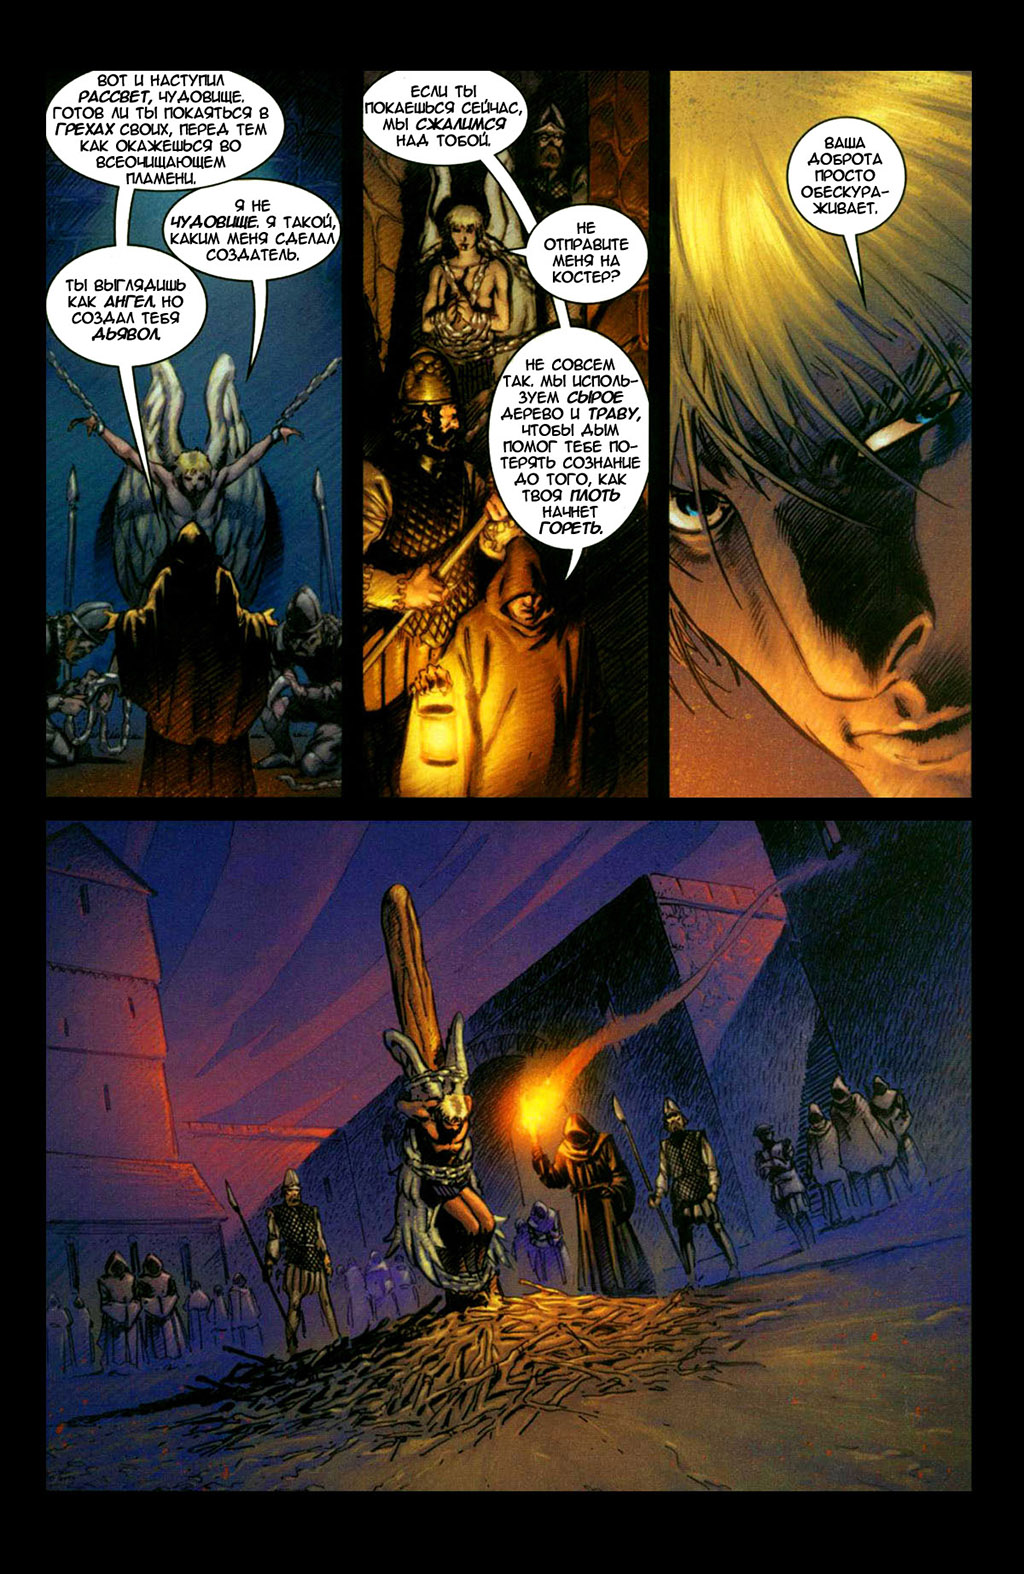 ВОТ И НАСТУПИЛ
РАССВЕТ, ЧУДОВИЩЕ.
ГОТОВ ЛИ ТЫ ПОКАЯТЬСЯ В
ГРЕХАХ СВОИХ, ПЕРЕД ТЕМ
КАК ОКАЖЕШЬСЯ ВО
ВСЕОЧИЩАЮЩЕМ
ПЛАМЕНИ.
Я НЕ
ЧУДОВИЩЕ. Я ТАКОЙ,
КАКИМ МЕНЯ СДЕЛАЛ
СОЗДАТЕЛЬ.
ТЫ ВЫГЛЯДИШЬ
КАК АНГЕЛ. НО
СОЗДАЛ ТЕБЯ
ДЬЯВОЛ.
ЕСЛИ ТЫ
ПОКАЕШЬСЯ СЕЙЧАС,
МЫ СЖАЛИМСЯ
НАД ТОБОЙ.
НЕ
ОТПРАВИТЕ
МЕНЯ НА
КОСТЕР?
НЕ СОВСЕМ
ТАК. МЫ ИСПОЛЬ-
ЗУЕМ СЫРОЕ
ДЕРЕВО И ТРАВУ,
ЧТОБЫ ДЫМ
ПОМОГ ТЕБЕ ПО-
ТЕРЯТЬ СОЗНАНИЕ
ДО ТОГО, КАК
ТВОЯ ПЛОТЬ
НАЧНЕТ
ГОРЕТЬ.
ВАША
ДОБРОТА
ПРОСТО
ОБЕСКУРА-
ЖИВАЕТ.